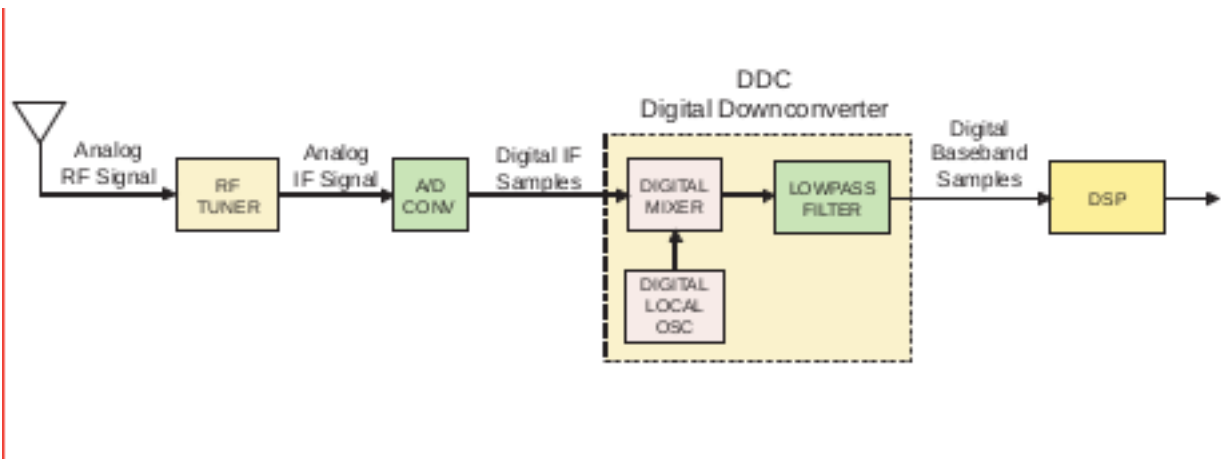 DDC
Digital Downconverter
Analog
RF Signal
RF
TUNER
Analog
IF Signal
A/D
CONV
Digital IF
Samples
DIGITAL
MIXER
LOWPASS
FILTER
DIGITAL
LOCAL
OSC
Digital
Baseband
Samples
DSP